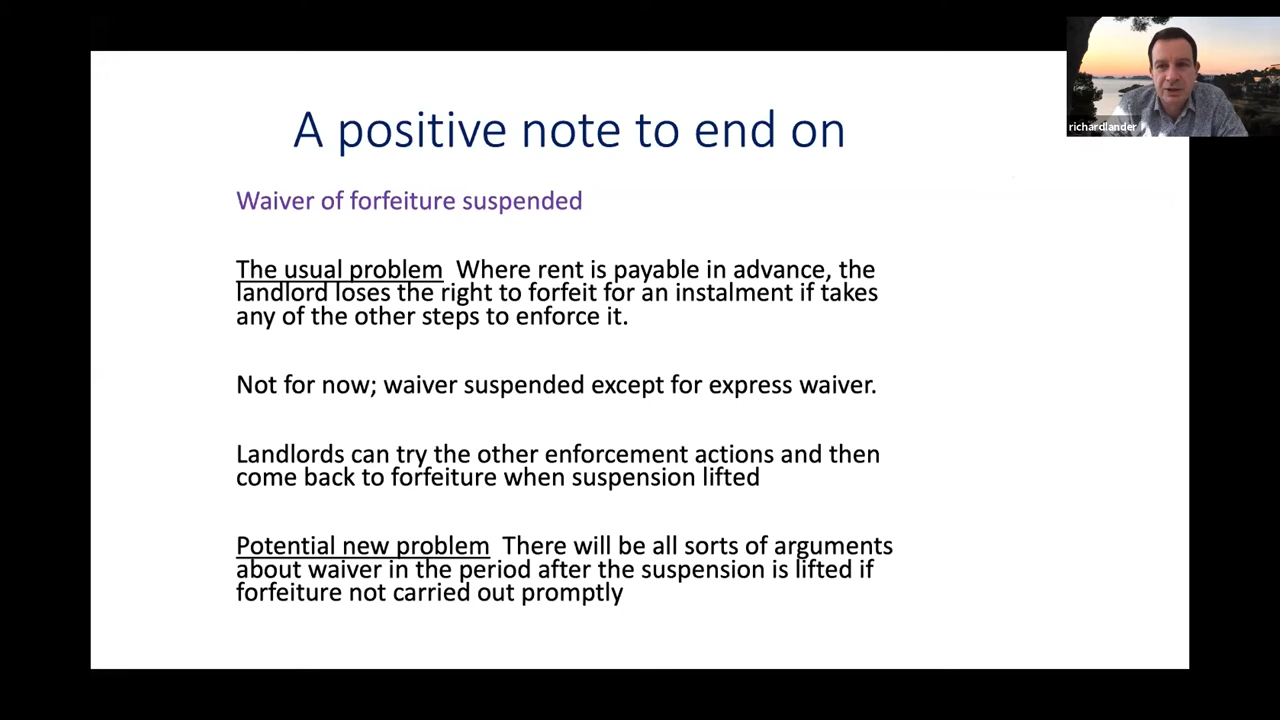 A positive note to end on
richardlander
Waiver of forfeiture suspended
The usual problem Where rent is payable in advance, the
landlord loses the right to forfeit for an instalment if takes
any of the other steps to enforce it.
Not for now; waiver suspended except for express waiver.
Landlords can try the other enforcement actions and then
come back to forfeiture when suspension lifted
Potential new problem There will be all sorts of arguments
about waiver in the period after the suspension is lifted if
forfeiture not carried out promptly